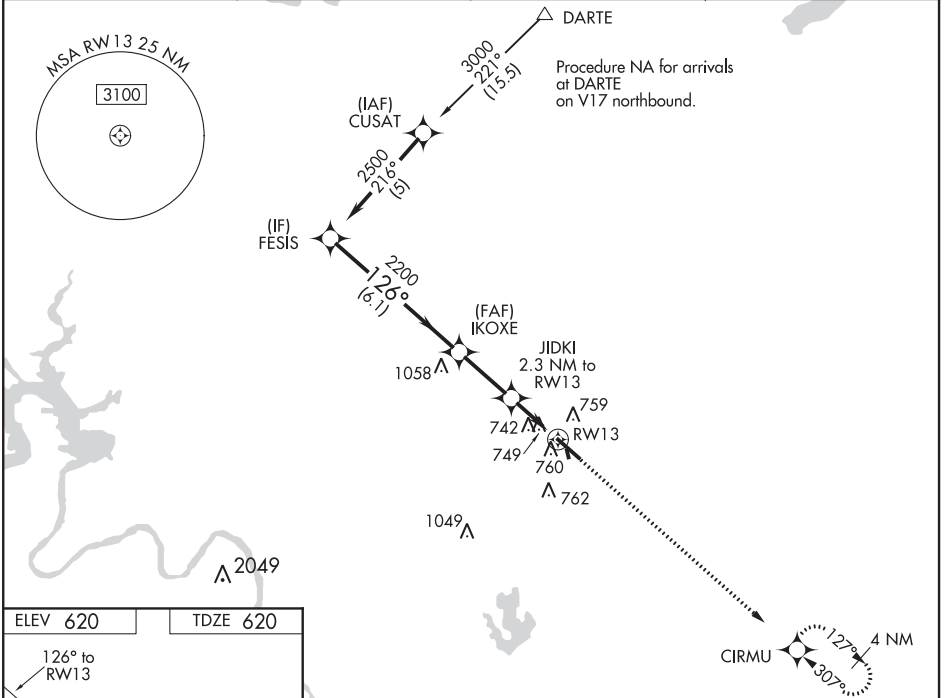 MSA RW13 25 NM
3100
DARTE
3000
221°
(15.5)
Procedure NA for arrivals
at DARTE
on V17 northbound.
(IAF)
CUSAT
2500
216°
(5)
(IF)
FESIS
2200
126°
(6.1)
(FAF)
IKOXE
1058
JIDKI
2.3 NM to
RW13
759
742
RW13
749
760
762
1049
2049
ELEV 620
TDZE 620
126° to
RW13
CIRMU
127°
4 NM
307°